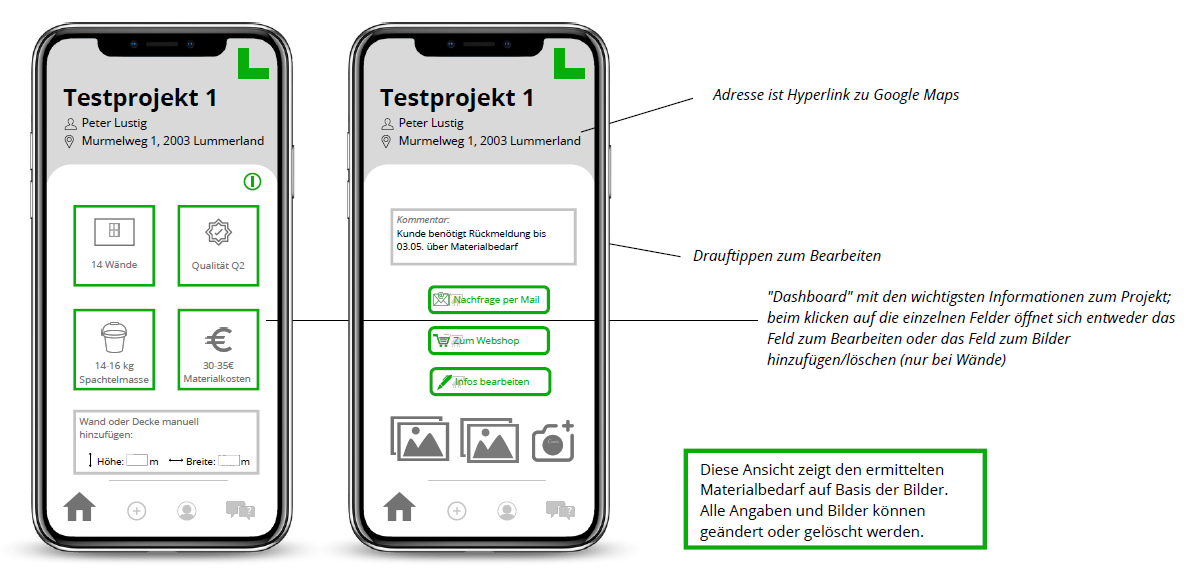 Testprojekt 1
Peter Lustig
Murmelweg 1, 2003 Lummerland
14 Wände
Qualität Q2
14-16 kg
Spachtelmasse
30-35€
Materialkosten
Wand oder Decke manuell
hinzufügen:
Höhe: m
Breite: m
Testprojekt 1
Peter Lustig
Murmelweg 1, 2003 Lummerland
Kommentar:
Kunde benötigt Rückmeldung bis
03.05. über Materialbedarf
Nachfrage per Mail
Zum Webshop
Infos bearbeiten
Adresse ist Hyperlink zu Google Maps
Drauftippen zum Bearbeiten
"Dashboard" mit den wichtigsten Informationen zum Projekt;
beim klicken auf die einzelnen Felder öffnet sich entweder das
Feld zum Bearbeiten oder das Feld zum Bilder
hinzufügen/löschen (nur bei Wände)
Diese Ansicht zeigt den ermittelten
Materialbedarf auf Basis der Bilder.
Alle Angaben und Bilder können
geändert oder gelöscht werden.